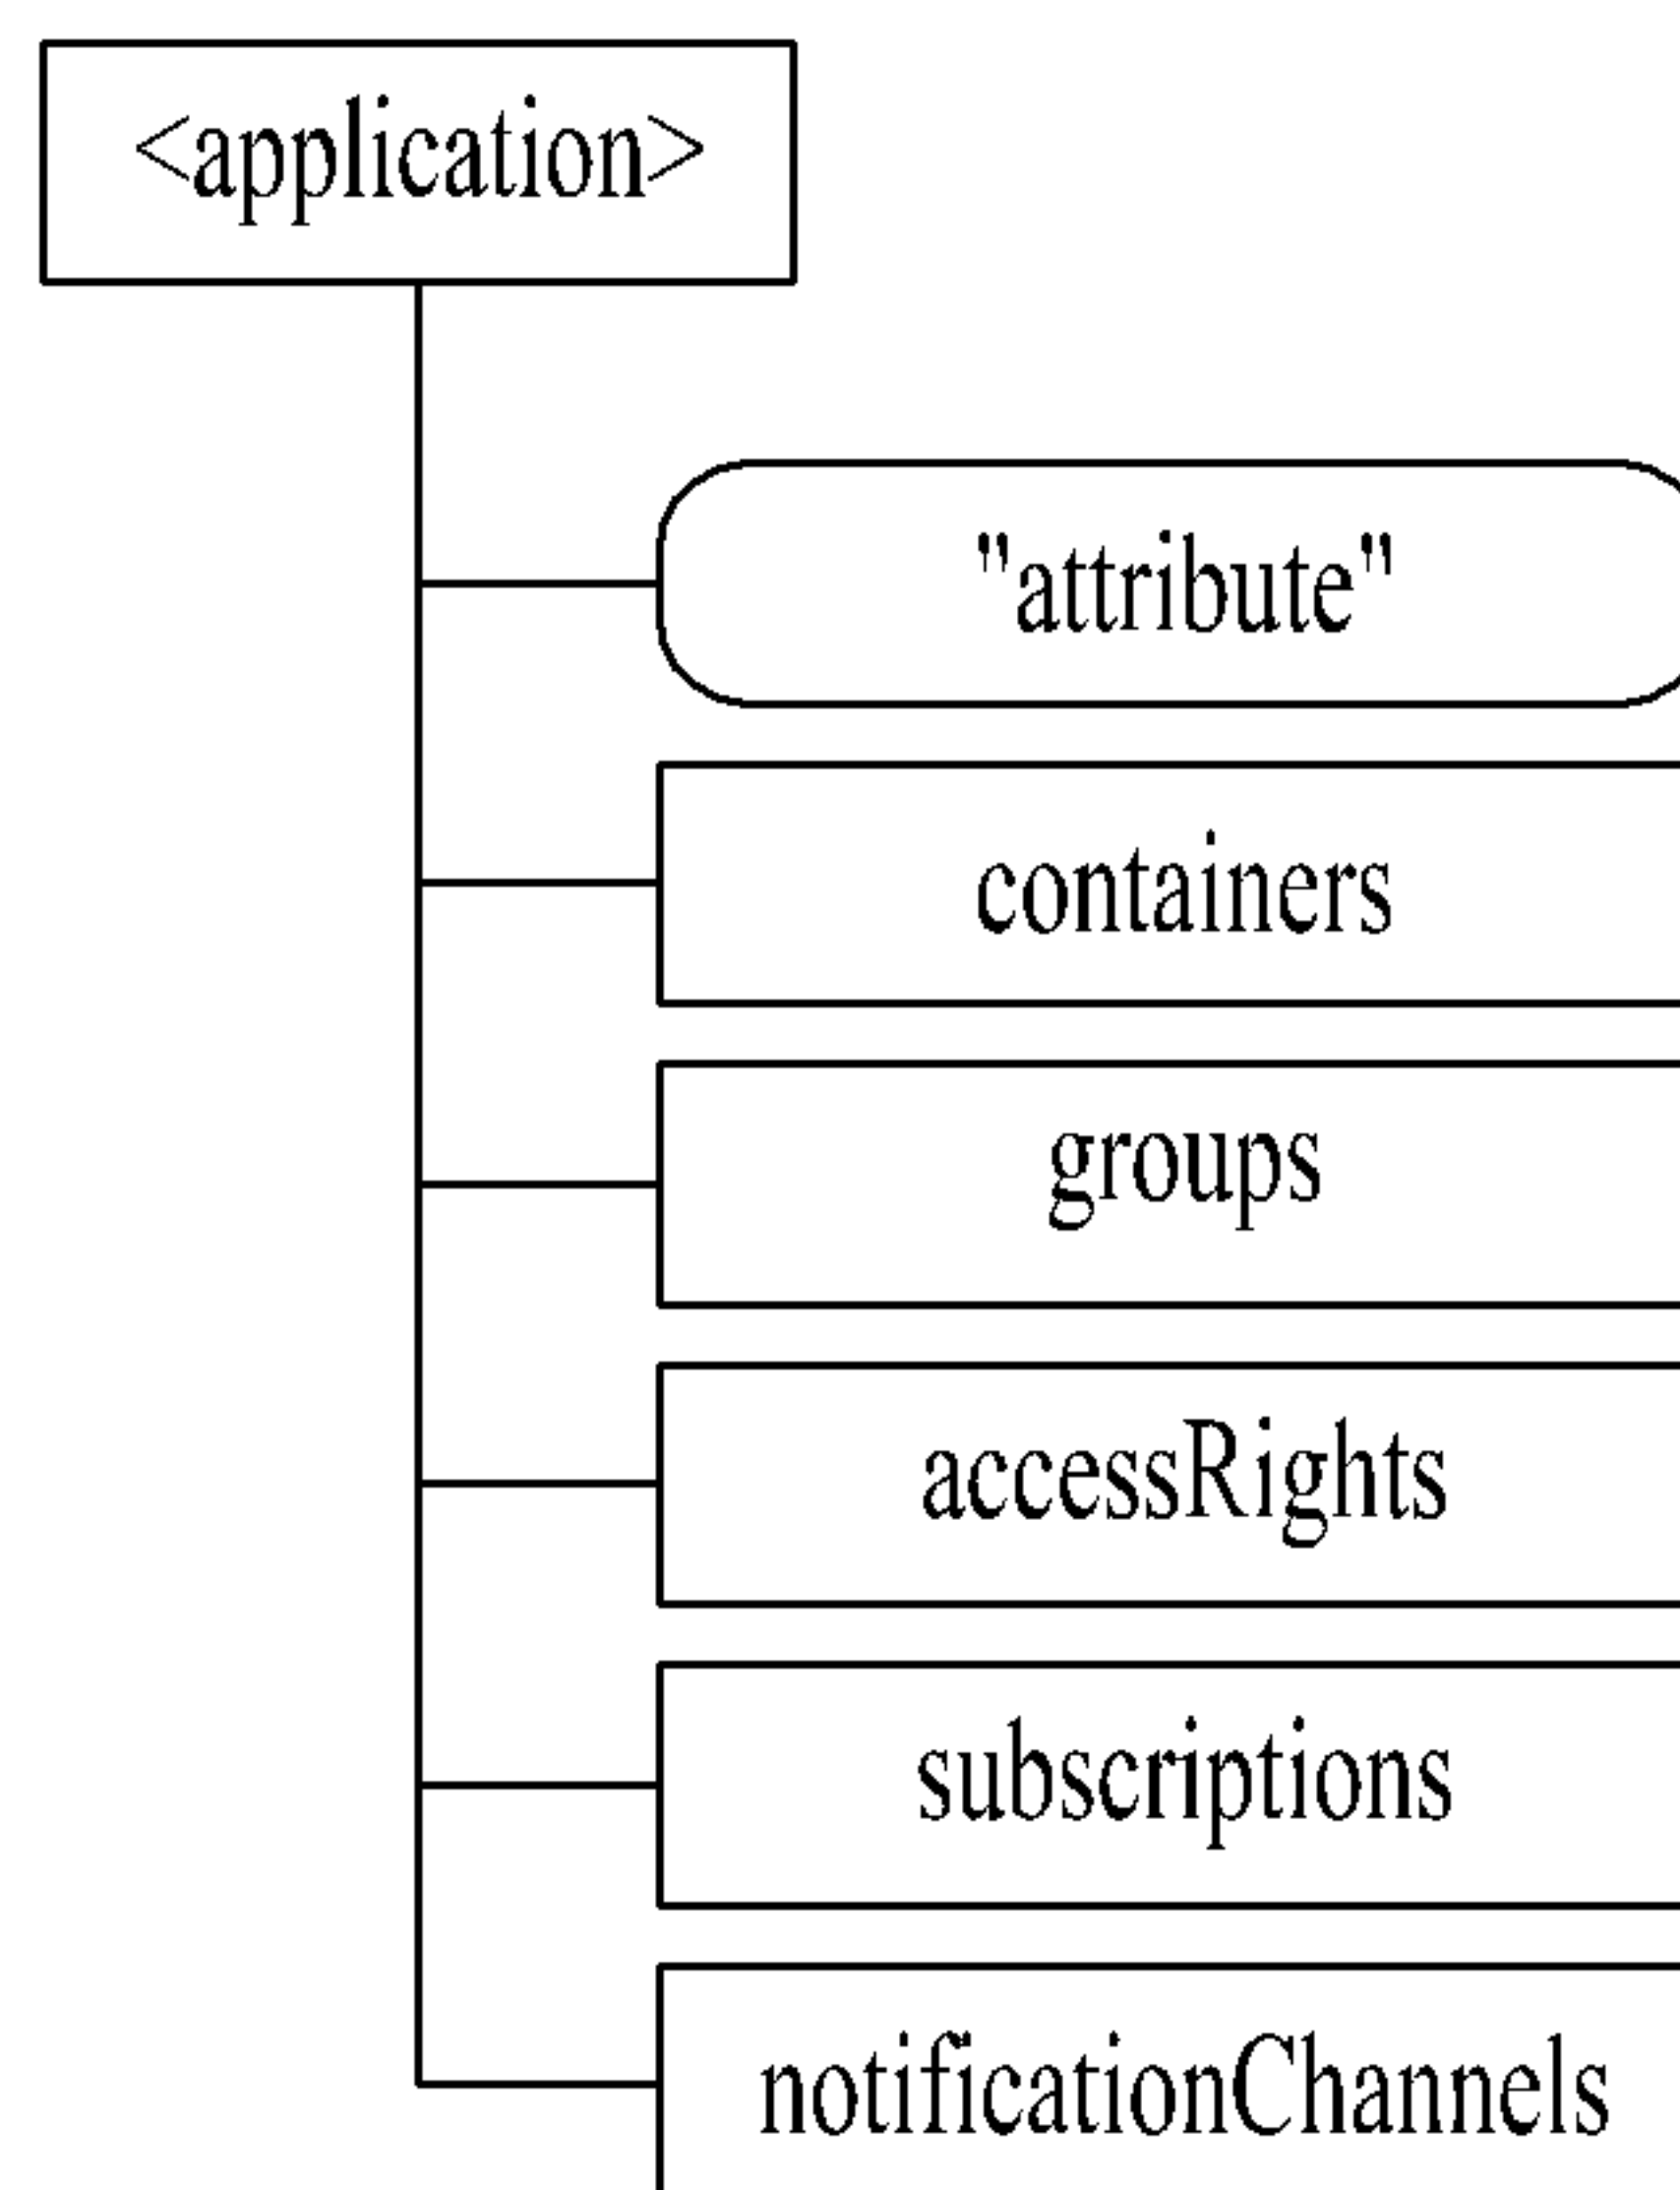 <application>
"attribute"
containers
groups
accessRights
subscriptions
notificationChannels